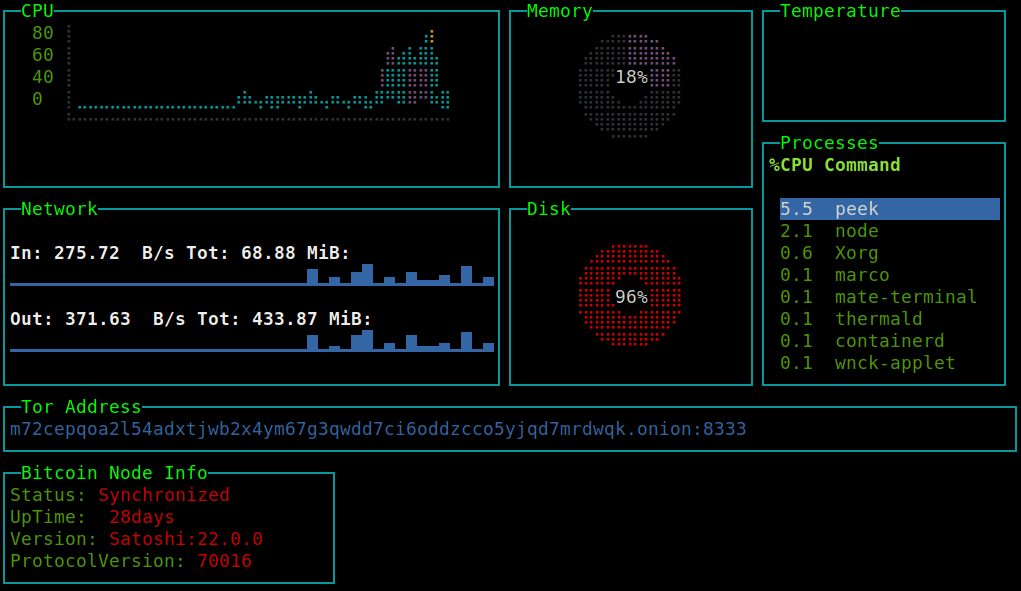 CPU
80
60
40
0
Memory
18%
Temperature
Processes
%CPU Command
5.5 peek
2.1 node
0.6 Xorg
0.1 marco
0.1 mate-terminal
0.1 thermald
0.1 containerd
0.1 wnck-applet
Network
In: 275.72 B/s Tot: 68.88 MiB:
Out: 371.63 B/s Tot: 433.87 MiB:
Disk
96%
Tor Address
m72cepqoa2l54adxtjwb2x4ym67g3qwdd7ci6oddzcco5yjqd7mrdwqk.onion:8333
Bitcoin Node Info
Status: Synchronized
UpTime: 28days
Version: Satoshi:22.0.0
ProtocolVersion: 70016